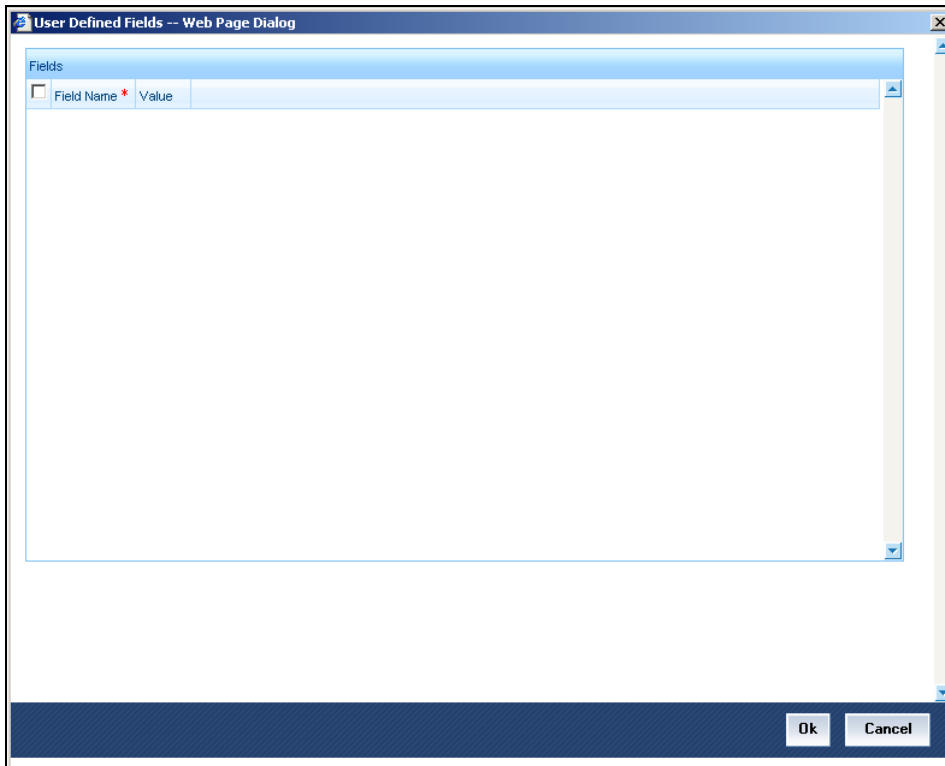 User Defined Fields -- Web Page Dialog
Fields
Field Name * Value
Ok Cancel